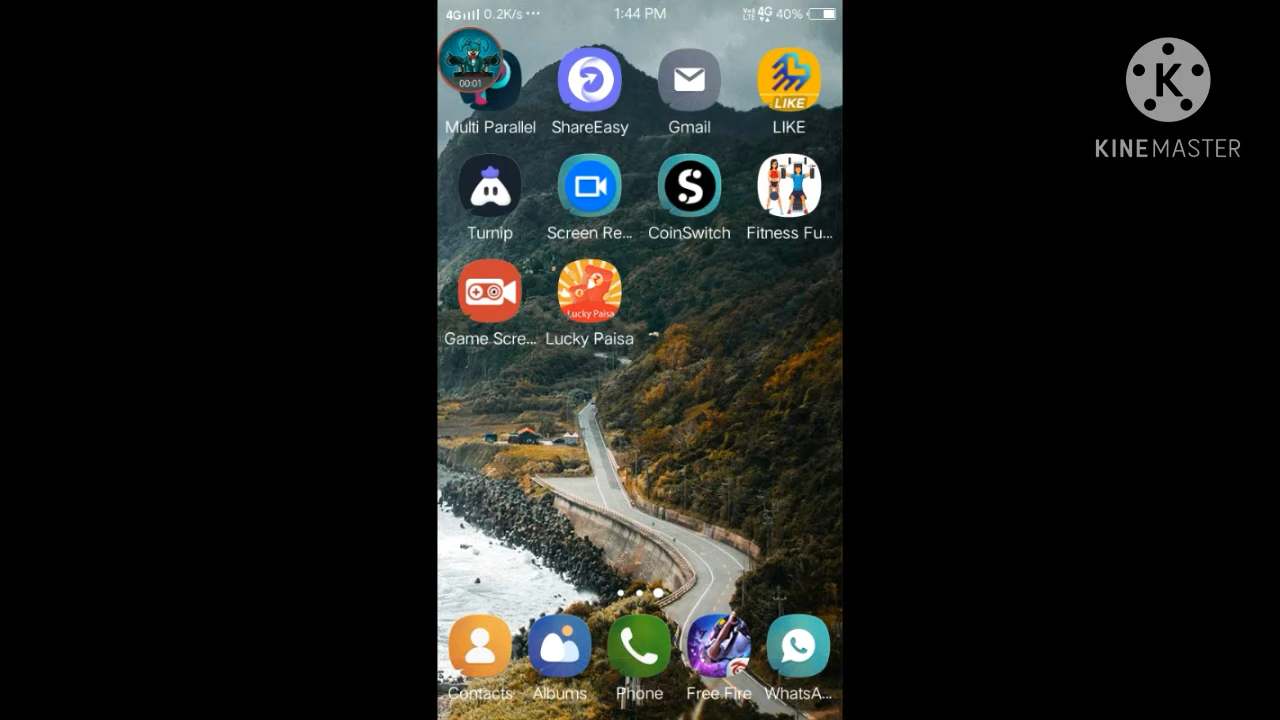 4G 0.2K/s ··· 1:44 PM VoLTE 4G 40%
00:01
LIKE
Multi Parallel ShareEasy Gmail LIKE
Turnip Screen Re... CoinSwitch Fitness Fu...
Lucky Paisa
Game Scre... Lucky Paisa
Contacts Albums Phone Free Fire WhatsA...
K
KINEMASTER